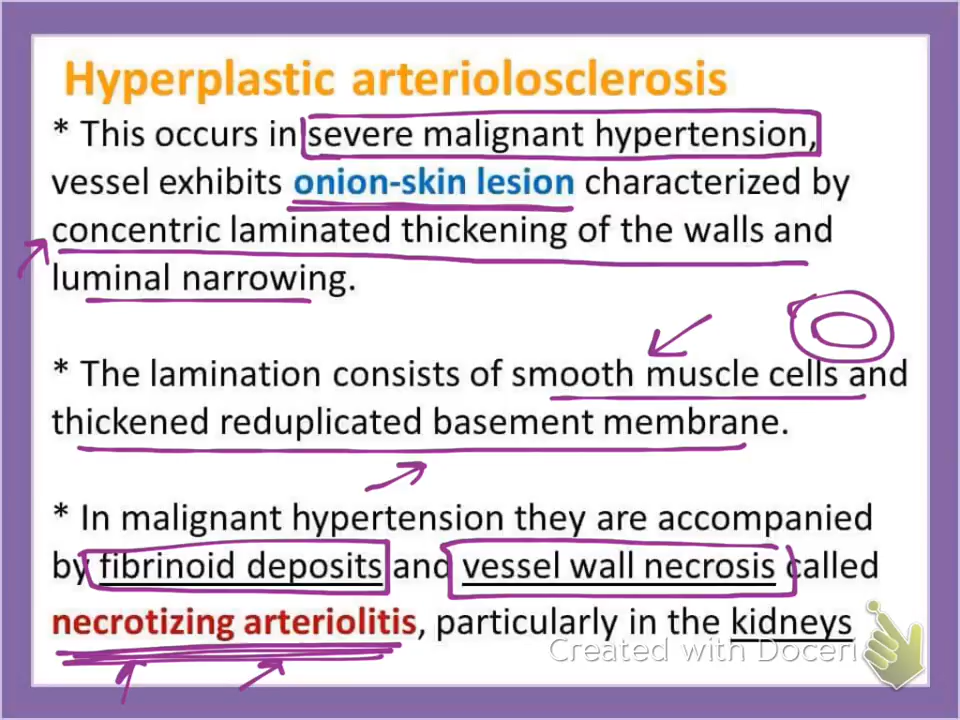 Hyperplastic arteriolosclerosis
* This occurs in severe malignant hypertension,
vessel exhibits onion-skin lesion characterized by
concentric laminated thickening of the walls and
luminal narrowing.
* The lamination consists of smooth muscle cells and
thickened reduplicated basement membrane.
* In malignant hypertension they are accompanied
by fibrinoid deposits and vessel wall necrosis called
necrotizing arteriolitis, particularly in the kidneys
Created with Doceri